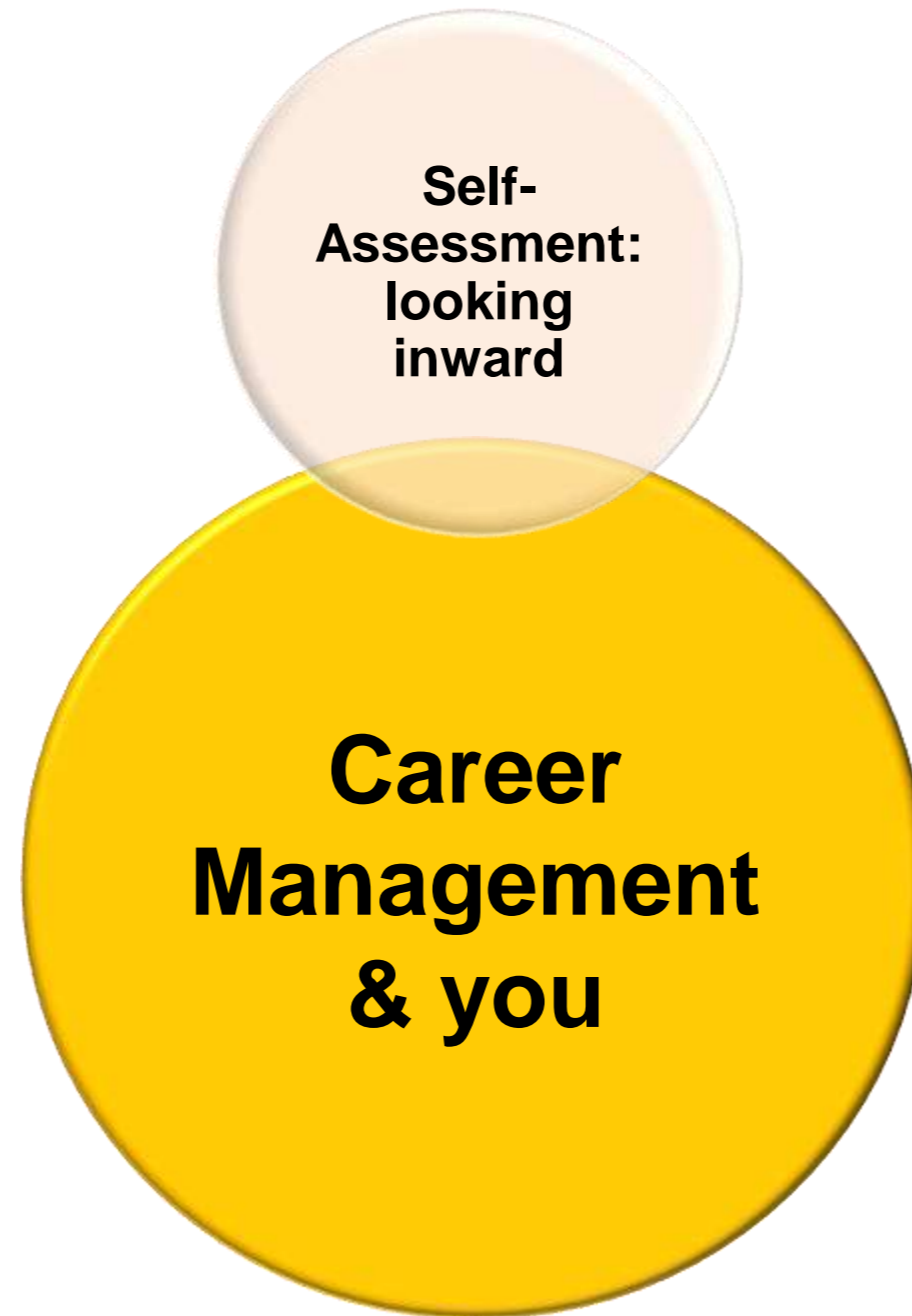 Self-
Assessment:
looking
inward
Career
Management
& you